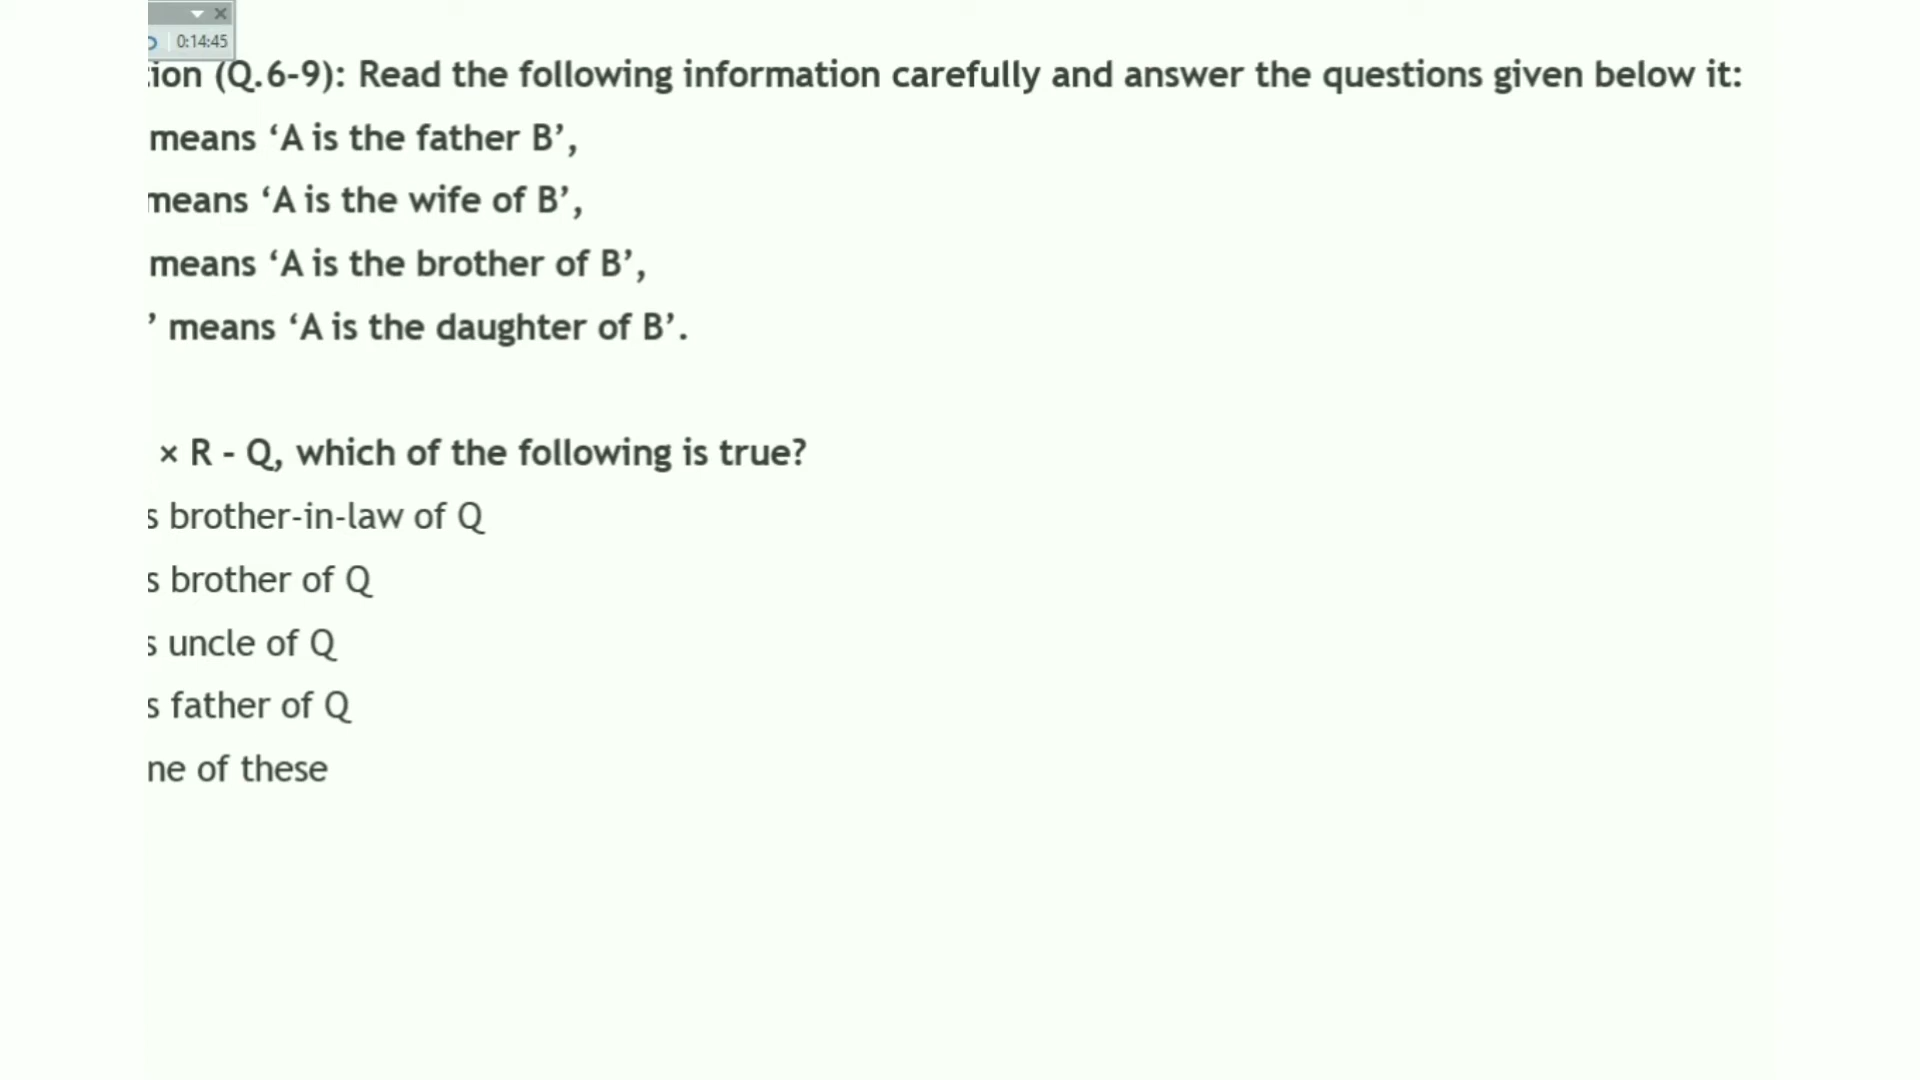 0:14:45
ion (Q.6-9): Read the following information carefully and answer the questions given below it:
means ‘A is the father B’,
means ‘A is the wife of B’,
means ‘A is the brother of B’,
’ means ‘A is the daughter of B’.
× R - Q, which of the following is true?
s brother-in-law of Q
s brother of Q
s uncle of Q
s father of Q
ne of these